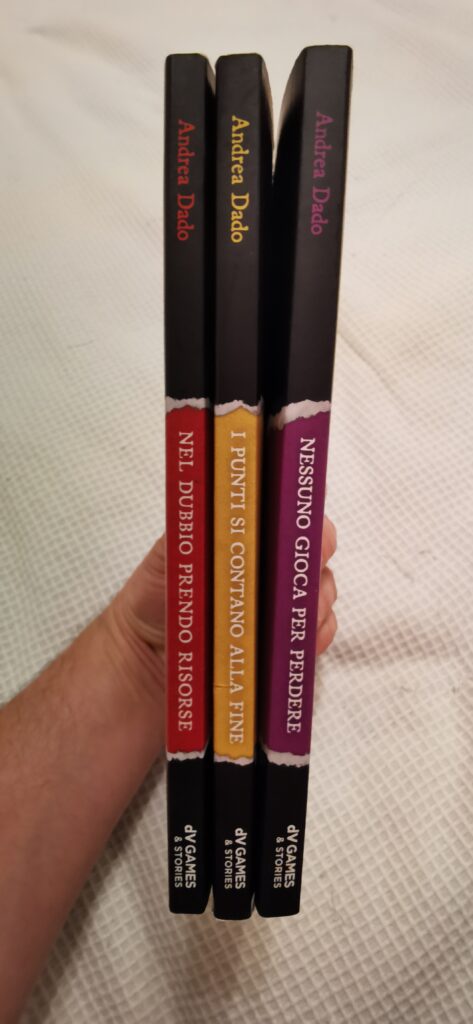 Andrea Dado
NEL DUBBIO PRENDO RISORSE
dV GAMES
& STORIES
Andrea Dado
I PUNTI SI CONTANO ALLA FINE
dV GAMES
& STORIES
Andrea Dado
NESSUNO GIOCA PER PERDERE
dV GAMES
& STORIES